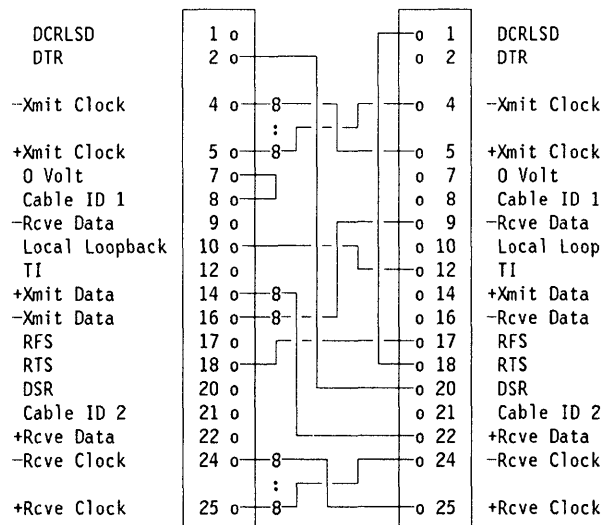 DCRLSD 1 o o 1 DCRLSD
DTR 2 o o 2 DTR
-Xmit Clock 4 o 8 o 4 -Xmit Clock
:
+Xmit Clock 5 o 8 o 5 +Xmit Clock
0 Volt 7 o o 7 0 Volt
Cable ID 1 8 o o 8 Cable ID 1
-Rcve Data 9 o o 9 -Rcve Data
Local Loopback 10 o o 10 Local Loop
TI 12 o o 12 TI
+Xmit Data 14 o 8 o 14 +Xmit Data
-Xmit Data 16 o 8 o 16 -Rcve Data
RFS 17 o o 17 RFS
RTS 18 o o 18 RTS
DSR 20 o o 20 DSR
Cable ID 2 21 o o 21 Cable ID 2
+Rcve Data 22 o o 22 +Rcve Data
-Rcve Clock 24 o 8 o 24 -Rcve Clock
:
+Rcve Clock 25 o 8 o 25 +Rcve Clock